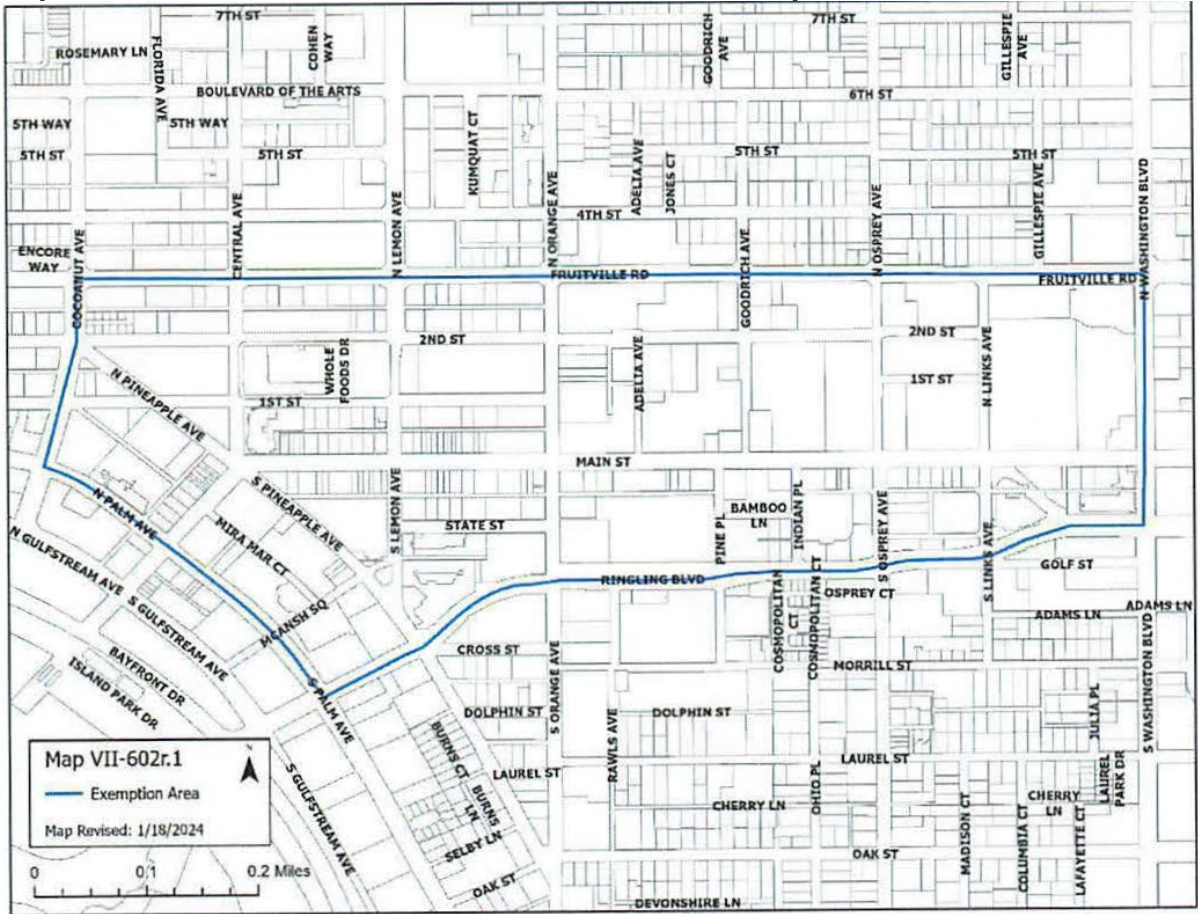 7TH ST
7TH ST
ROSEMARY LN
FLORIDA AVE
COHEN WAY
GOODRICH AVE
GILLESPIE AVE
BOULEVARD OF THE ARTS
6TH ST
5TH WAY
5TH WAY
5TH ST
5TH ST
5TH ST
5TH ST
KUMQUAT CT
ADELIA AVE
JONES CT
N WASHINGTON BLVD
CENTRAL AVE
N LEMON AVE
N ORANGE AVE
4TH ST
N OSPREY AVE
GILLESPIE AVE
ENCORE WAY
COCOANUT AVE
FRUITVILLE RD
GOODRICH AVE
FRUITVILLE RD
2ND ST
2ND ST
N LINKS AVE
WHOLE FOODS DR
ADELIA AVE
1ST ST
1ST ST
N PINEAPPLE AVE
MAIN ST
S PINEAPPLE AVE
S LEMON AVE
N PALM AVE
MIRA MAR CT
STATE ST
PINE PL
BAMBOO LN
INDIAN PL
S OSPREY AVE
S LINKS AVE
N GULFSTREAM AVE
S GULFSTREAM AVE
GOLF ST
RINGLING BLVD
OSPREY CT
COSMOPOLITAN CT
COSMOPOLITAN CT
ADAMS LN
ADAMS LN
MCANSH SQ
BAYFRONT DR
ISLAND PARK DR
CROSS ST
S ORANGE AVE
MORRILL ST
S WASHINGTON BLVD
S PALM AVE
DOLPHIN ST
DOLPHIN ST
JULIA PL
RAWLS AVE
BURNS CT
LAUREL ST
LAUREL ST
OHIO PL
LAUREL PARK DR
S GULFSTREAM AVE
BURNS LN
CHERRY LN
CHERRY LN
MADISON CT
COLUMBIA CT
LAFAYETTE CT
SELBY LN
OAK ST
OAK ST
DEVONSHIRE LN
Map VII-602r.1
N
Exemption Area
Map Revised: 1/18/2024
0 0.1 0.2 Miles